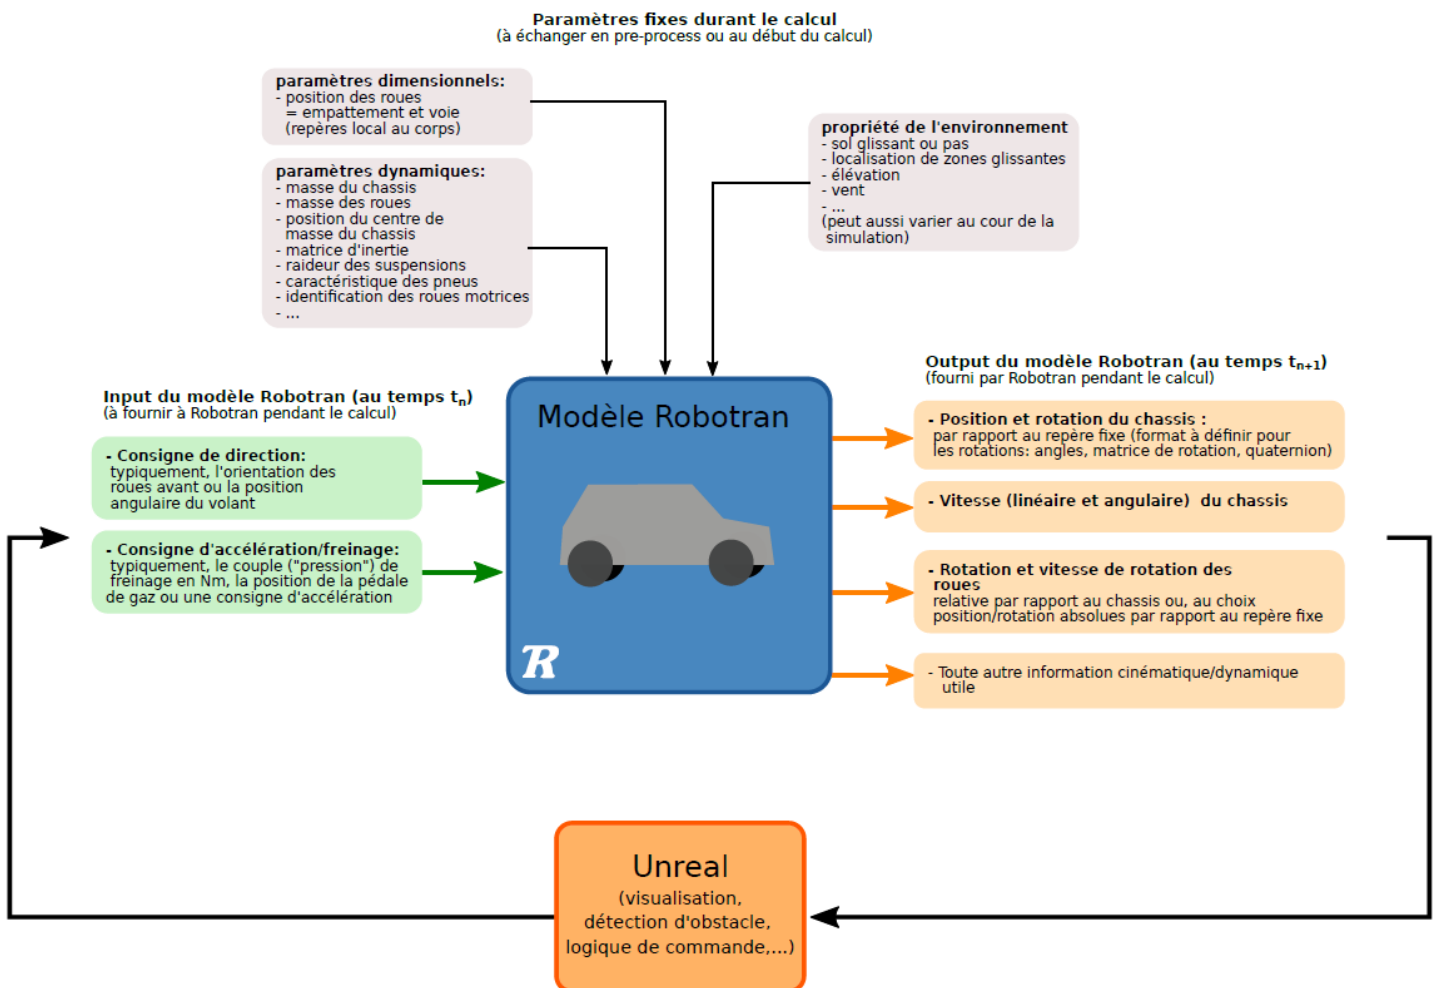 Paramètres fixes durant le calcul
(à échanger en pre-process ou au début du calcul)
paramètres dimensionnels:
- position des roues
= empattement et voie
(repères local au corps)
propriété de l'environnement
- sol glissant ou pas
- localisation de zones glissantes
- élévation
- vent
- ...
(peut aussi varier au cour de la
simulation)
paramètres dynamiques:
- masse du chassis
- masse des roues
- position du centre de
masse du chassis
- matrice d'inertie
- raideur des suspensions
- caractéristique des pneus
- identification des roues motrices
- ...
Input du modèle Robotran (au temps tn)
(à fournir à Robotran pendant le calcul)
- Consigne de direction:
typiquement, l'orientation des
roues avant ou la position
angulaire du volant
- Consigne d'accélération/freinage:
typiquement, le couple ("pression") de
freinage en Nm, la position de la pédale
de gaz ou une consigne d'accélération
Modèle Robotran
R
Output du modèle Robotran (au temps tn+1)
(fourni par Robotran pendant le calcul)
- Position et rotation du chassis :
par rapport au repère fixe (format à définir pour
les rotations: angles, matrice de rotation, quaternion)
- Vitesse (linéaire et angulaire) du chassis
- Rotation et vitesse de rotation des
roues
relative par rapport au chassis ou, au choix
position/rotation absolues par rapport au repère fixe
- Toute autre information cinématique/dynamique
utile
Unreal
(visualisation,
détection d'obstacle,
logique de commande,...)